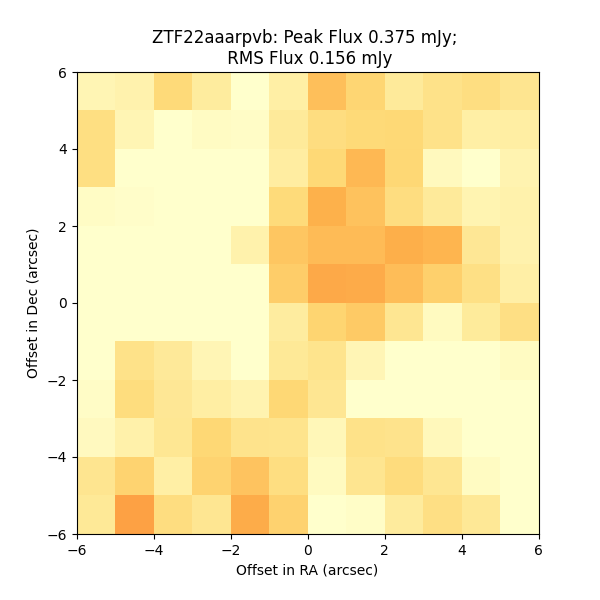 ZTF22aaarpvb: Peak Flux 0.375 mJy;
RMS Flux 0.156 mJy
6
4
2
0
−2
−4
−6
Offset in Dec (arcsec)
−6 −4 −2 0 2 4 6
Offset in RA (arcsec)